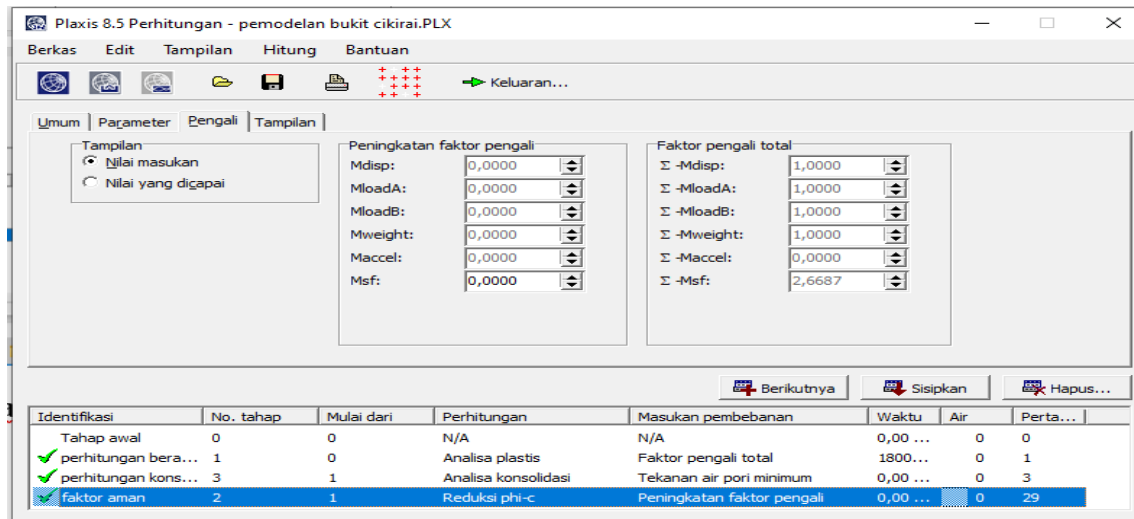 Plaxis 8.5 Perhitungan - pemodelan bukit cikirai.PLX
Berkas Edit Tampilan Hitung Bantuan
Keluaran...
Umum Parameter Pengali Tampilan
Tampilan
Nilai masukan
Nilai yang dicapai
Peningkatan faktor pengali
Mdisp: 0,0000
MloadA: 0,0000
MloadB: 0,0000
Mweight: 0,0000
Maccel: 0,0000
Msf: 0,0000
Faktor pengali total
Σ -Mdisp: 1,0000
Σ -MloadA: 1,0000
Σ -MloadB: 1,0000
Σ -Mweight: 1,0000
Σ -Maccel: 0,0000
Σ -Msf: 2,6687
Berikutnya Sisipkan Hapus...
Identifikasi No. tahap Mulai dari Perhitungan Masukan pembebanan Waktu Air Perta...
Tahap awal 0 0 N/A N/A 0,00 ... 0 0
perhitungan bera... 1 0 Analisa plastis Faktor pengali total 1800... 0 1
perhitungan kons... 3 1 Analisa konsolidasi Tekanan air pori minimum 0,00 ... 0 3
faktor aman 2 1 Reduksi phi-c Peningkatan faktor pengali 0,00 ... 0 29